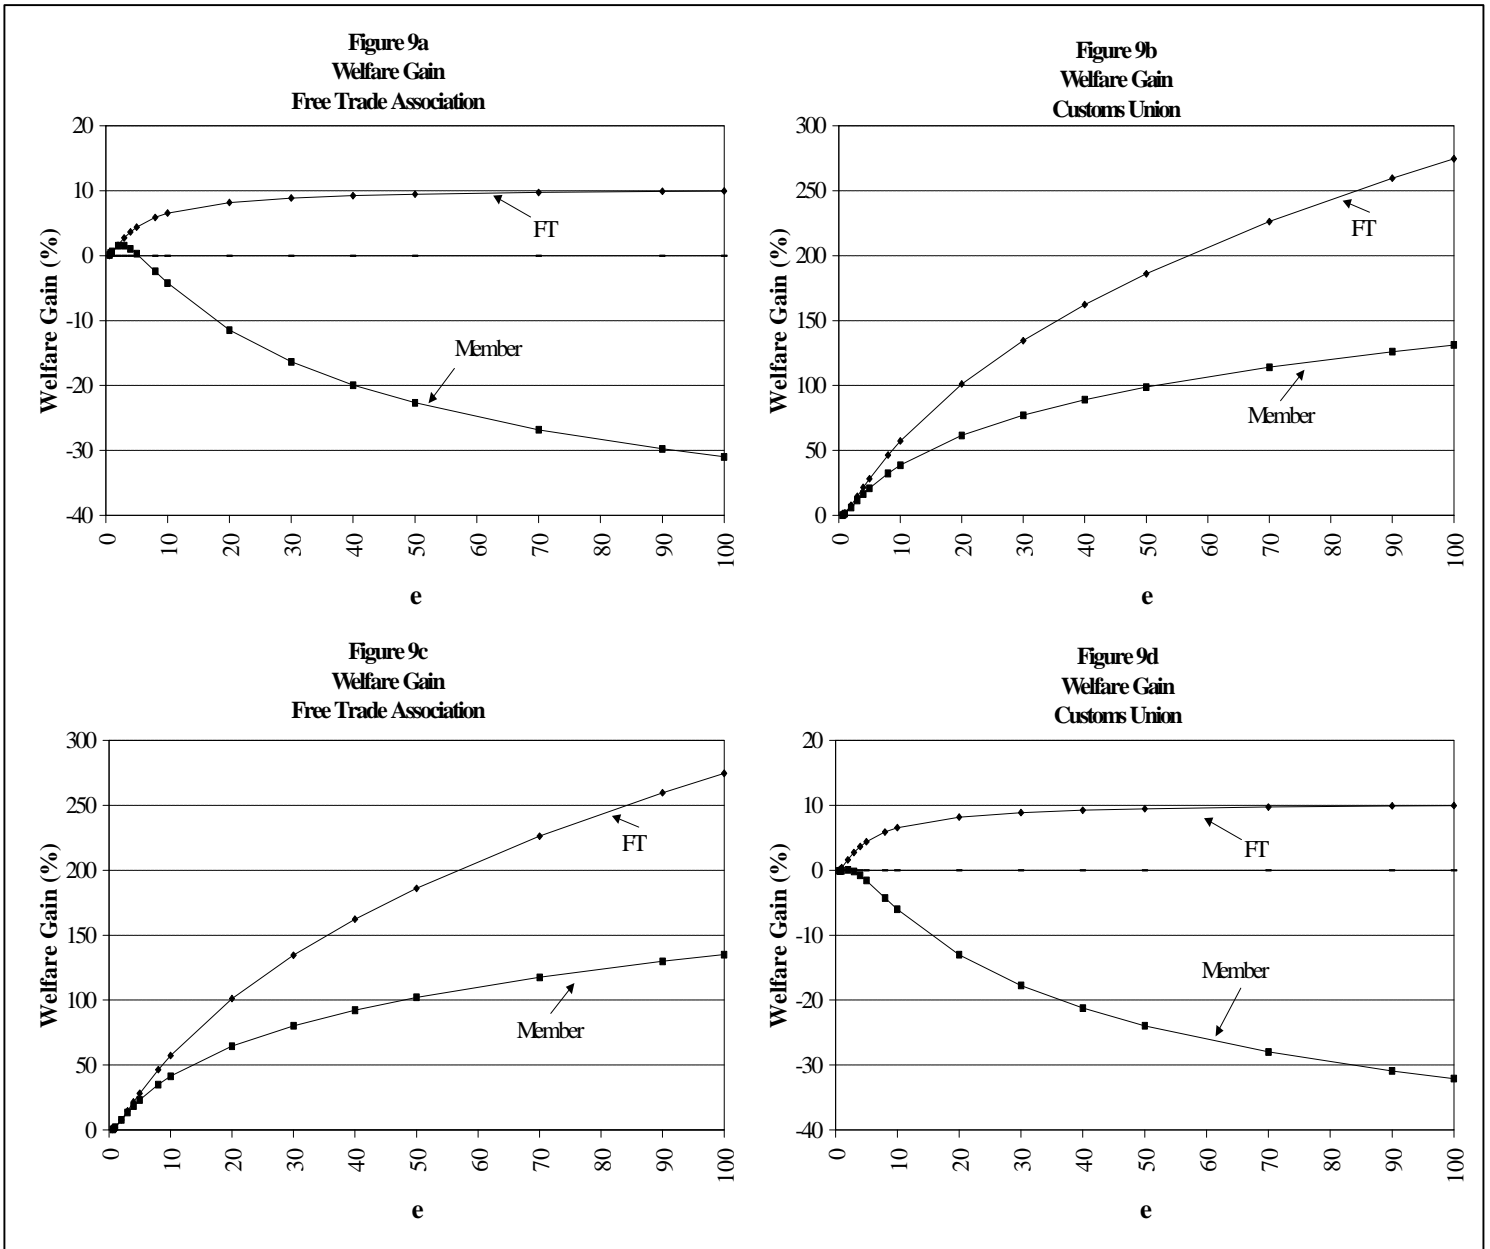 Figure 9a
Welfare Gain
Free Trade Association
20
10
0
-10
-20
-30
-40
Welfare Gain (%)
FT
Member
0 10 20 30 40 50 60 70 80 90 100
e
Figure 9b
Welfare Gain
Customs Union
300
250
200
150
100
50
0
Welfare Gain (%)
FT
Member
0 10 20 30 40 50 60 70 80 90 100
e
Figure 9c
Welfare Gain
Free Trade Association
300
250
200
150
100
50
0
Welfare Gain (%)
FT
Member
0 10 20 30 40 50 60 70 80 90 100
e
Figure 9d
Welfare Gain
Customs Union
20
10
0
-10
-20
-30
-40
Welfare Gain (%)
FT
Member
0 10 20 30 40 50 60 70 80 90 100
e